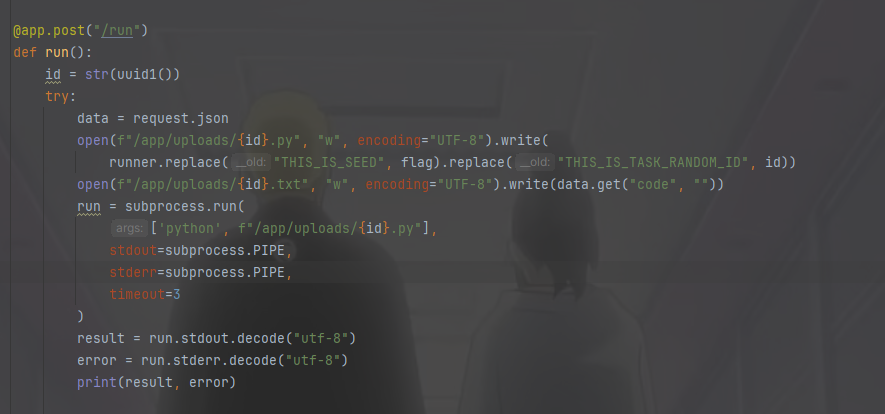 @app.post("/run")
def run():
    id = str(uuid1())
    try:
        data = request.json
        open(f"/app/uploads/{id}.py", "w", encoding="UTF-8").write(
            runner.replace(__old: "THIS_IS_SEED", flag).replace(__old: "THIS_IS_TASK_RANDOM_ID", id))
        open(f"/app/uploads/{id}.txt", "w", encoding="UTF-8").write(data.get("code", ""))
        run = subprocess.run(
            args: ['python', f"/app/uploads/{id}.py"],
            stdout=subprocess.PIPE,
            stderr=subprocess.PIPE,
            timeout=3
        )
        result = run.stdout.decode("utf-8")
        error = run.stderr.decode("utf-8")
        print(result, error)